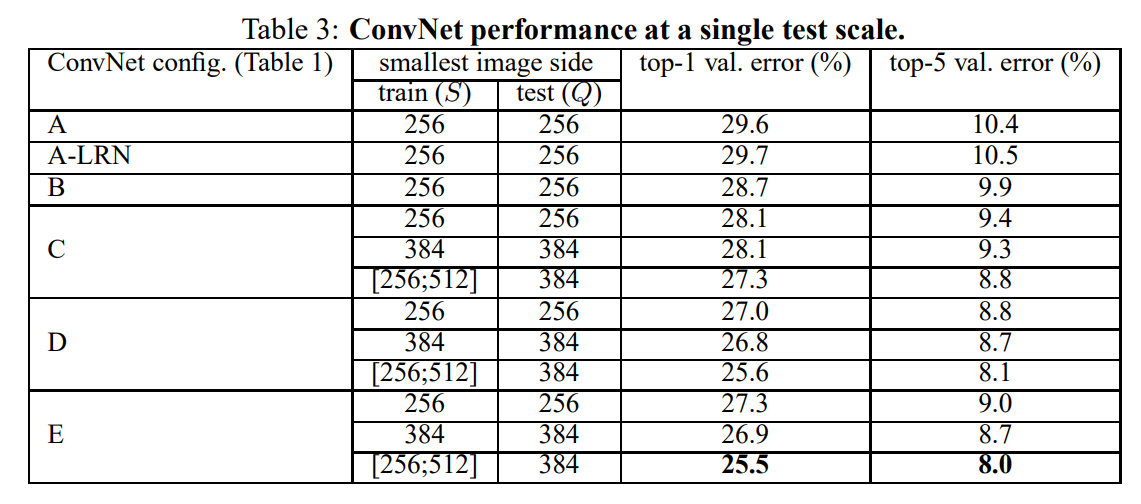 Table 3: ConvNet performance at a single test scale.
ConvNet config. (Table 1) smallest image side top-1 val. error (%) top-5 val. error (%)
train (S) test (Q)
A 256 256 29.6 10.4
A-LRN 256 256 29.7 10.5
B 256 256 28.7 9.9
256 256 28.1 9.4
C 384 384 28.1 9.3
[256;512] 384 27.3 8.8
256 256 27.0 8.8
D 384 384 26.8 8.7
[256;512] 384 25.6 8.1
256 256 27.3 9.0
E 384 384 26.9 8.7
[256;512] 384 25.5 8.0